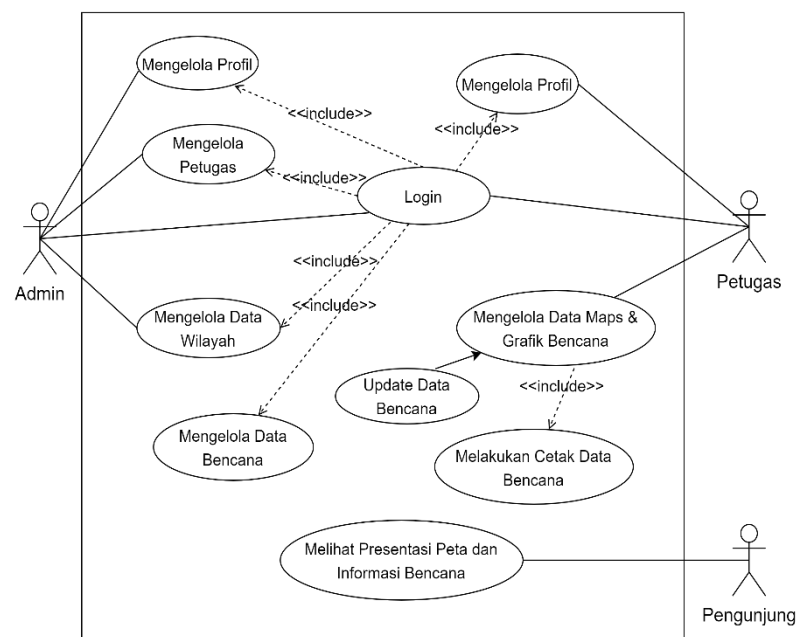 Mengelola Profil
Mengelola Profil
<<include>>
<<include>>
Mengelola
Petugas
<<include>>
Login
Admin
Petugas
<<include>>
<<include>>
Mengelola Data
Wilayah
Mengelola Data Maps &
Grafik Bencana
Update Data
Bencana
<<include>>
Mengelola Data
Bencana
Melakukan Cetak Data
Bencana
Melihat Presentasi Peta dan
Informasi Bencana
Pengunjung